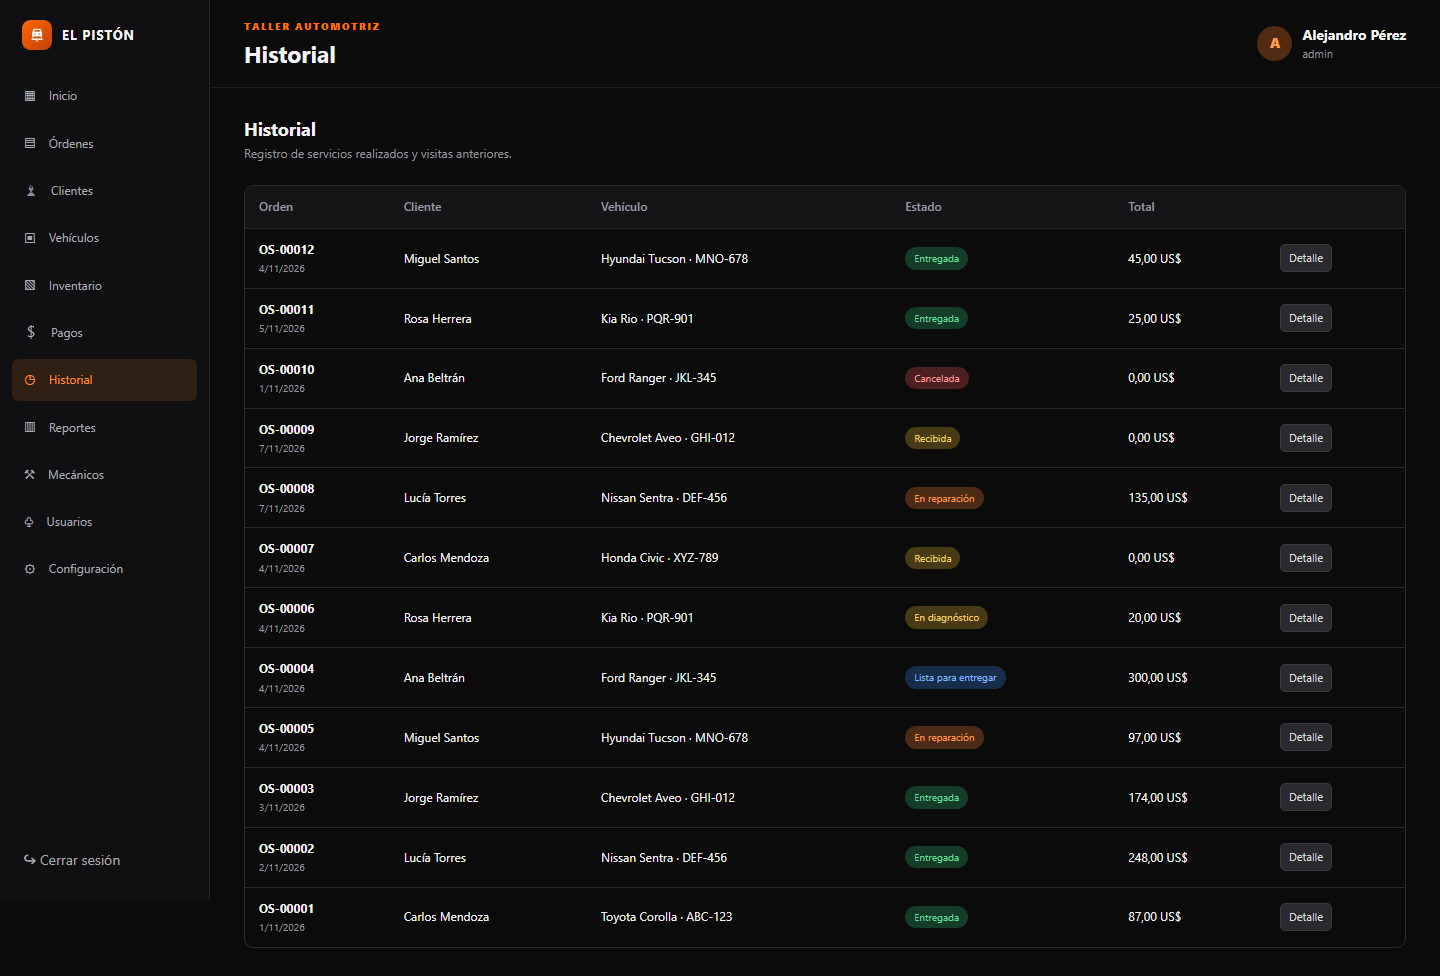 EL PISTÓN
Inicio
Órdenes
Clientes
Vehículos
Inventario
$ Pagos
Historial
Reportes
Mecánicos
Usuarios
Configuración
Cerrar sesión
TALLER AUTOMOTRIZ
Historial
A
Alejandro Pérez
admin
Historial
Registro de servicios realizados y visitas anteriores.
Orden Cliente Vehículo Estado Total
OS-00012
4/11/2026
Miguel Santos Hyundai Tucson · MNO-678 Entregada 45,00 US$ Detalle
OS-00011
5/11/2026
Rosa Herrera Kia Rio · PQR-901 Entregada 25,00 US$ Detalle
OS-00010
1/11/2026
Ana Beltrán Ford Ranger · JKL-345 Cancelada 0,00 US$ Detalle
OS-00009
7/11/2026
Jorge Ramírez Chevrolet Aveo · GHI-012 Recibida 0,00 US$ Detalle
OS-00008
7/11/2026
Lucía Torres Nissan Sentra · DEF-456 En reparación 135,00 US$ Detalle
OS-00007
4/11/2026
Carlos Mendoza Honda Civic · XYZ-789 Recibida 0,00 US$ Detalle
OS-00006
4/11/2026
Rosa Herrera Kia Rio · PQR-901 En diagnóstico 20,00 US$ Detalle
OS-00004
4/11/2026
Ana Beltrán Ford Ranger · JKL-345 Lista para entregar 300,00 US$ Detalle
OS-00005
4/11/2026
Miguel Santos Hyundai Tucson · MNO-678 En reparación 97,00 US$ Detalle
OS-00003
3/11/2026
Jorge Ramírez Chevrolet Aveo · GHI-012 Entregada 174,00 US$ Detalle
OS-00002
2/11/2026
Lucía Torres Nissan Sentra · DEF-456 Entregada 248,00 US$ Detalle
OS-00001
1/11/2026
Carlos Mendoza Toyota Corolla · ABC-123 Entregada 87,00 US$ Detalle